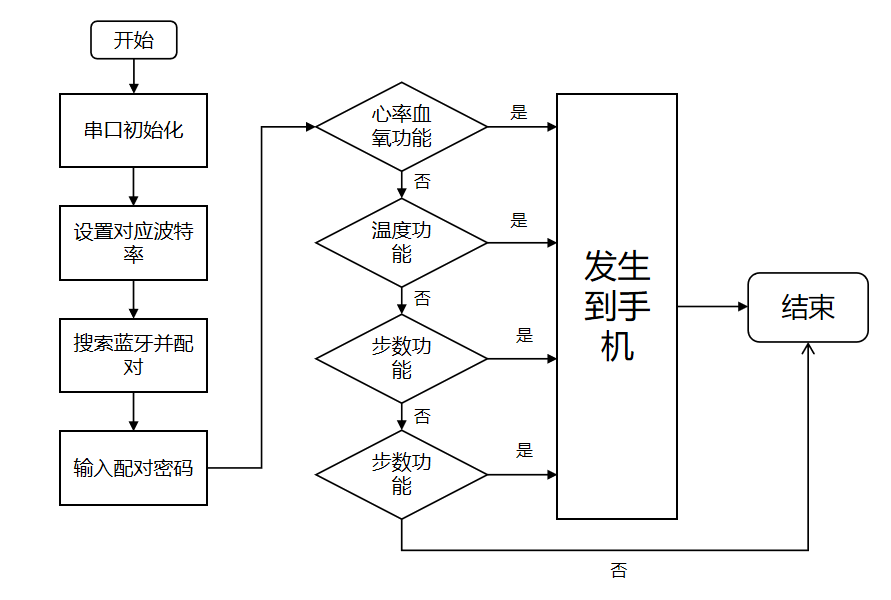 开始
串口初始化
设置对应波特
率
搜索蓝牙并配
对
输入配对密码
心率血
氧功能
是
否
温度功
能
是
否
步数功
能
是
否
步数功
能
是
否
发生
到手
机
结束